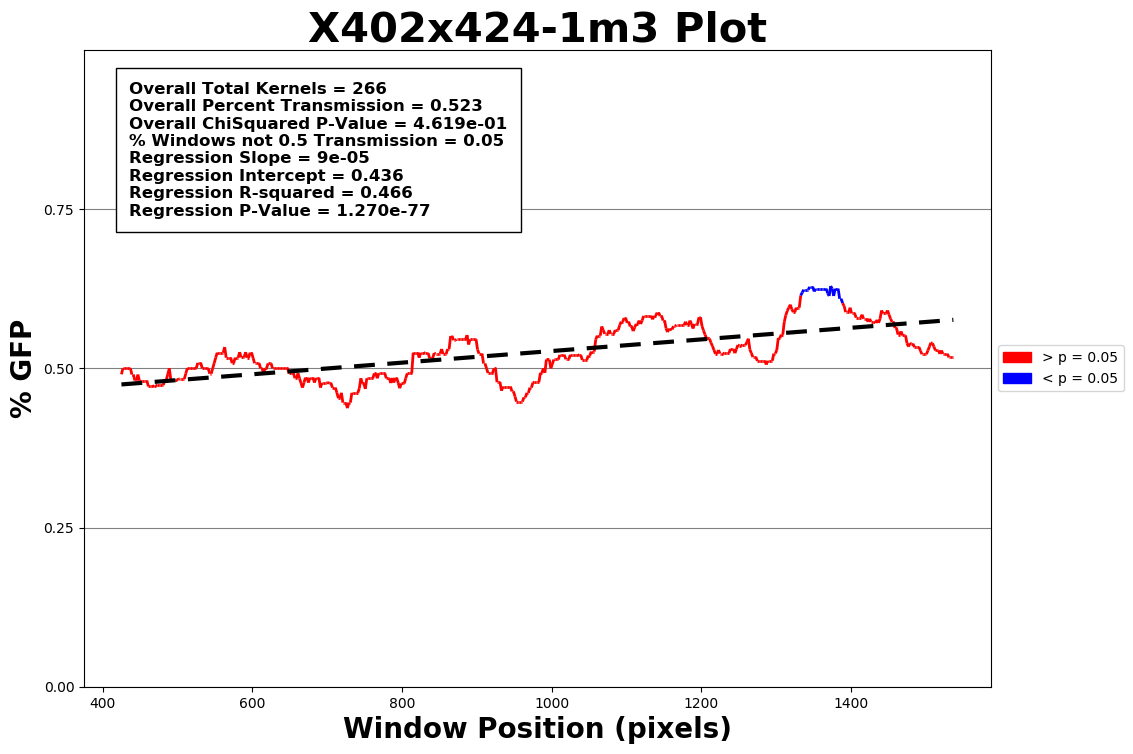 X402x424-1m3 Plot
Overall Total Kernels = 266
Overall Percent Transmission = 0.523
Overall ChiSquared P-Value = 4.619e-01
% Windows not 0.5 Transmission = 0.05
Regression Slope = 9e-05
Regression Intercept = 0.436
Regression R-squared = 0.466
Regression P-Value = 1.270e-77
% GFP
0.75
0.50
0.25
0.00
> p = 0.05
< p = 0.05
400 600 800 1000 1200 1400
Window Position (pixels)